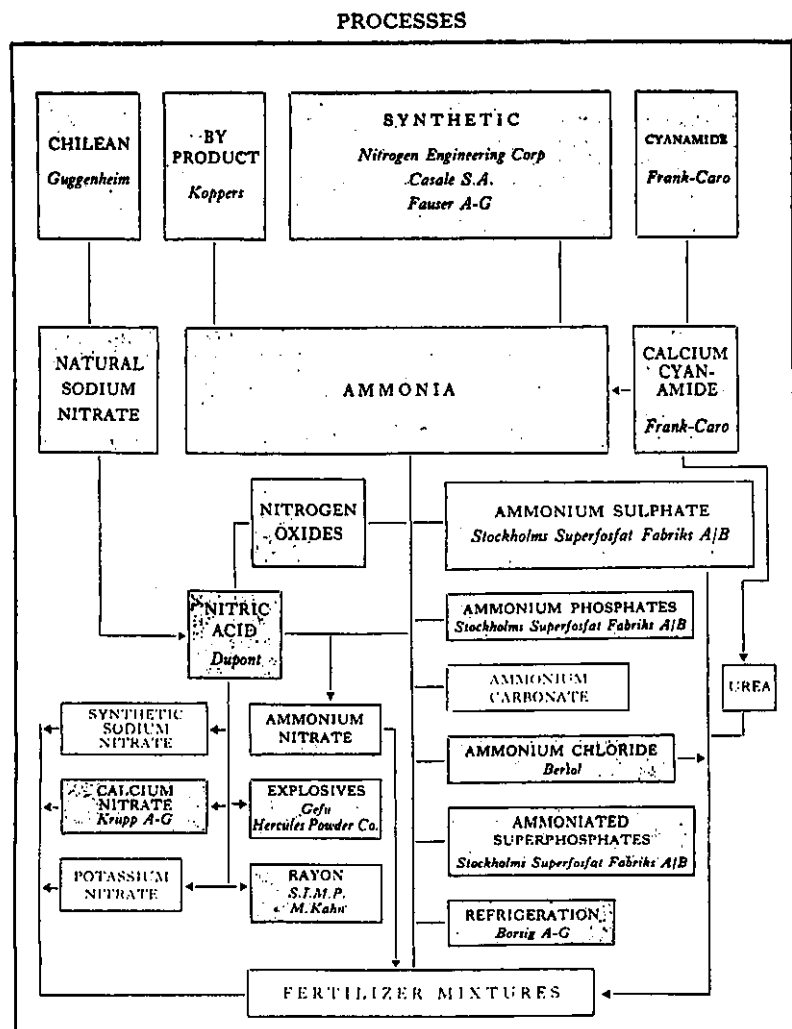 PROCESSES
CHILEAN
Guggenheim
BY
PRODUCT
Koppers
SYNTHETIC
Nitrogen Engineering Corp
Casale S.A.
Fauser A-G
CYANAMIDE
Frank-Caro
NATURAL
SODIUM
NITRATE
AMMONIA
CALCIUM
CYAN-
AMIDE
Frank-Caro
NITROGEN
OXIDES
AMMONIUM SULPHATE
Stockholms Superfosfat Fabriks A/B
NITRIC
ACID
Dupont
AMMONIUM PHOSPHATES
Stockholms Superfosfat Fabriks A/B
AMMONIUM
CARBONATE
UREA
SYNTHETIC
SODIUM
NITRATE
AMMONIUM
NITRATE
AMMONIUM CHLORIDE
Berlol
CALCIUM
NITRATE
Krupp A-G
EXPLOSIVES
Gefu
Hercules Powder Co.
AMMONIATED
SUPERPHOSPHATES
Stockholms Superfosfat Fabriks A/B
POTASSIUM
NITRATE
RAYON
S.I.M.P.
M.Kahn
REFRIGERATION
Borsig A-G
FERTILIZER MIXTURES